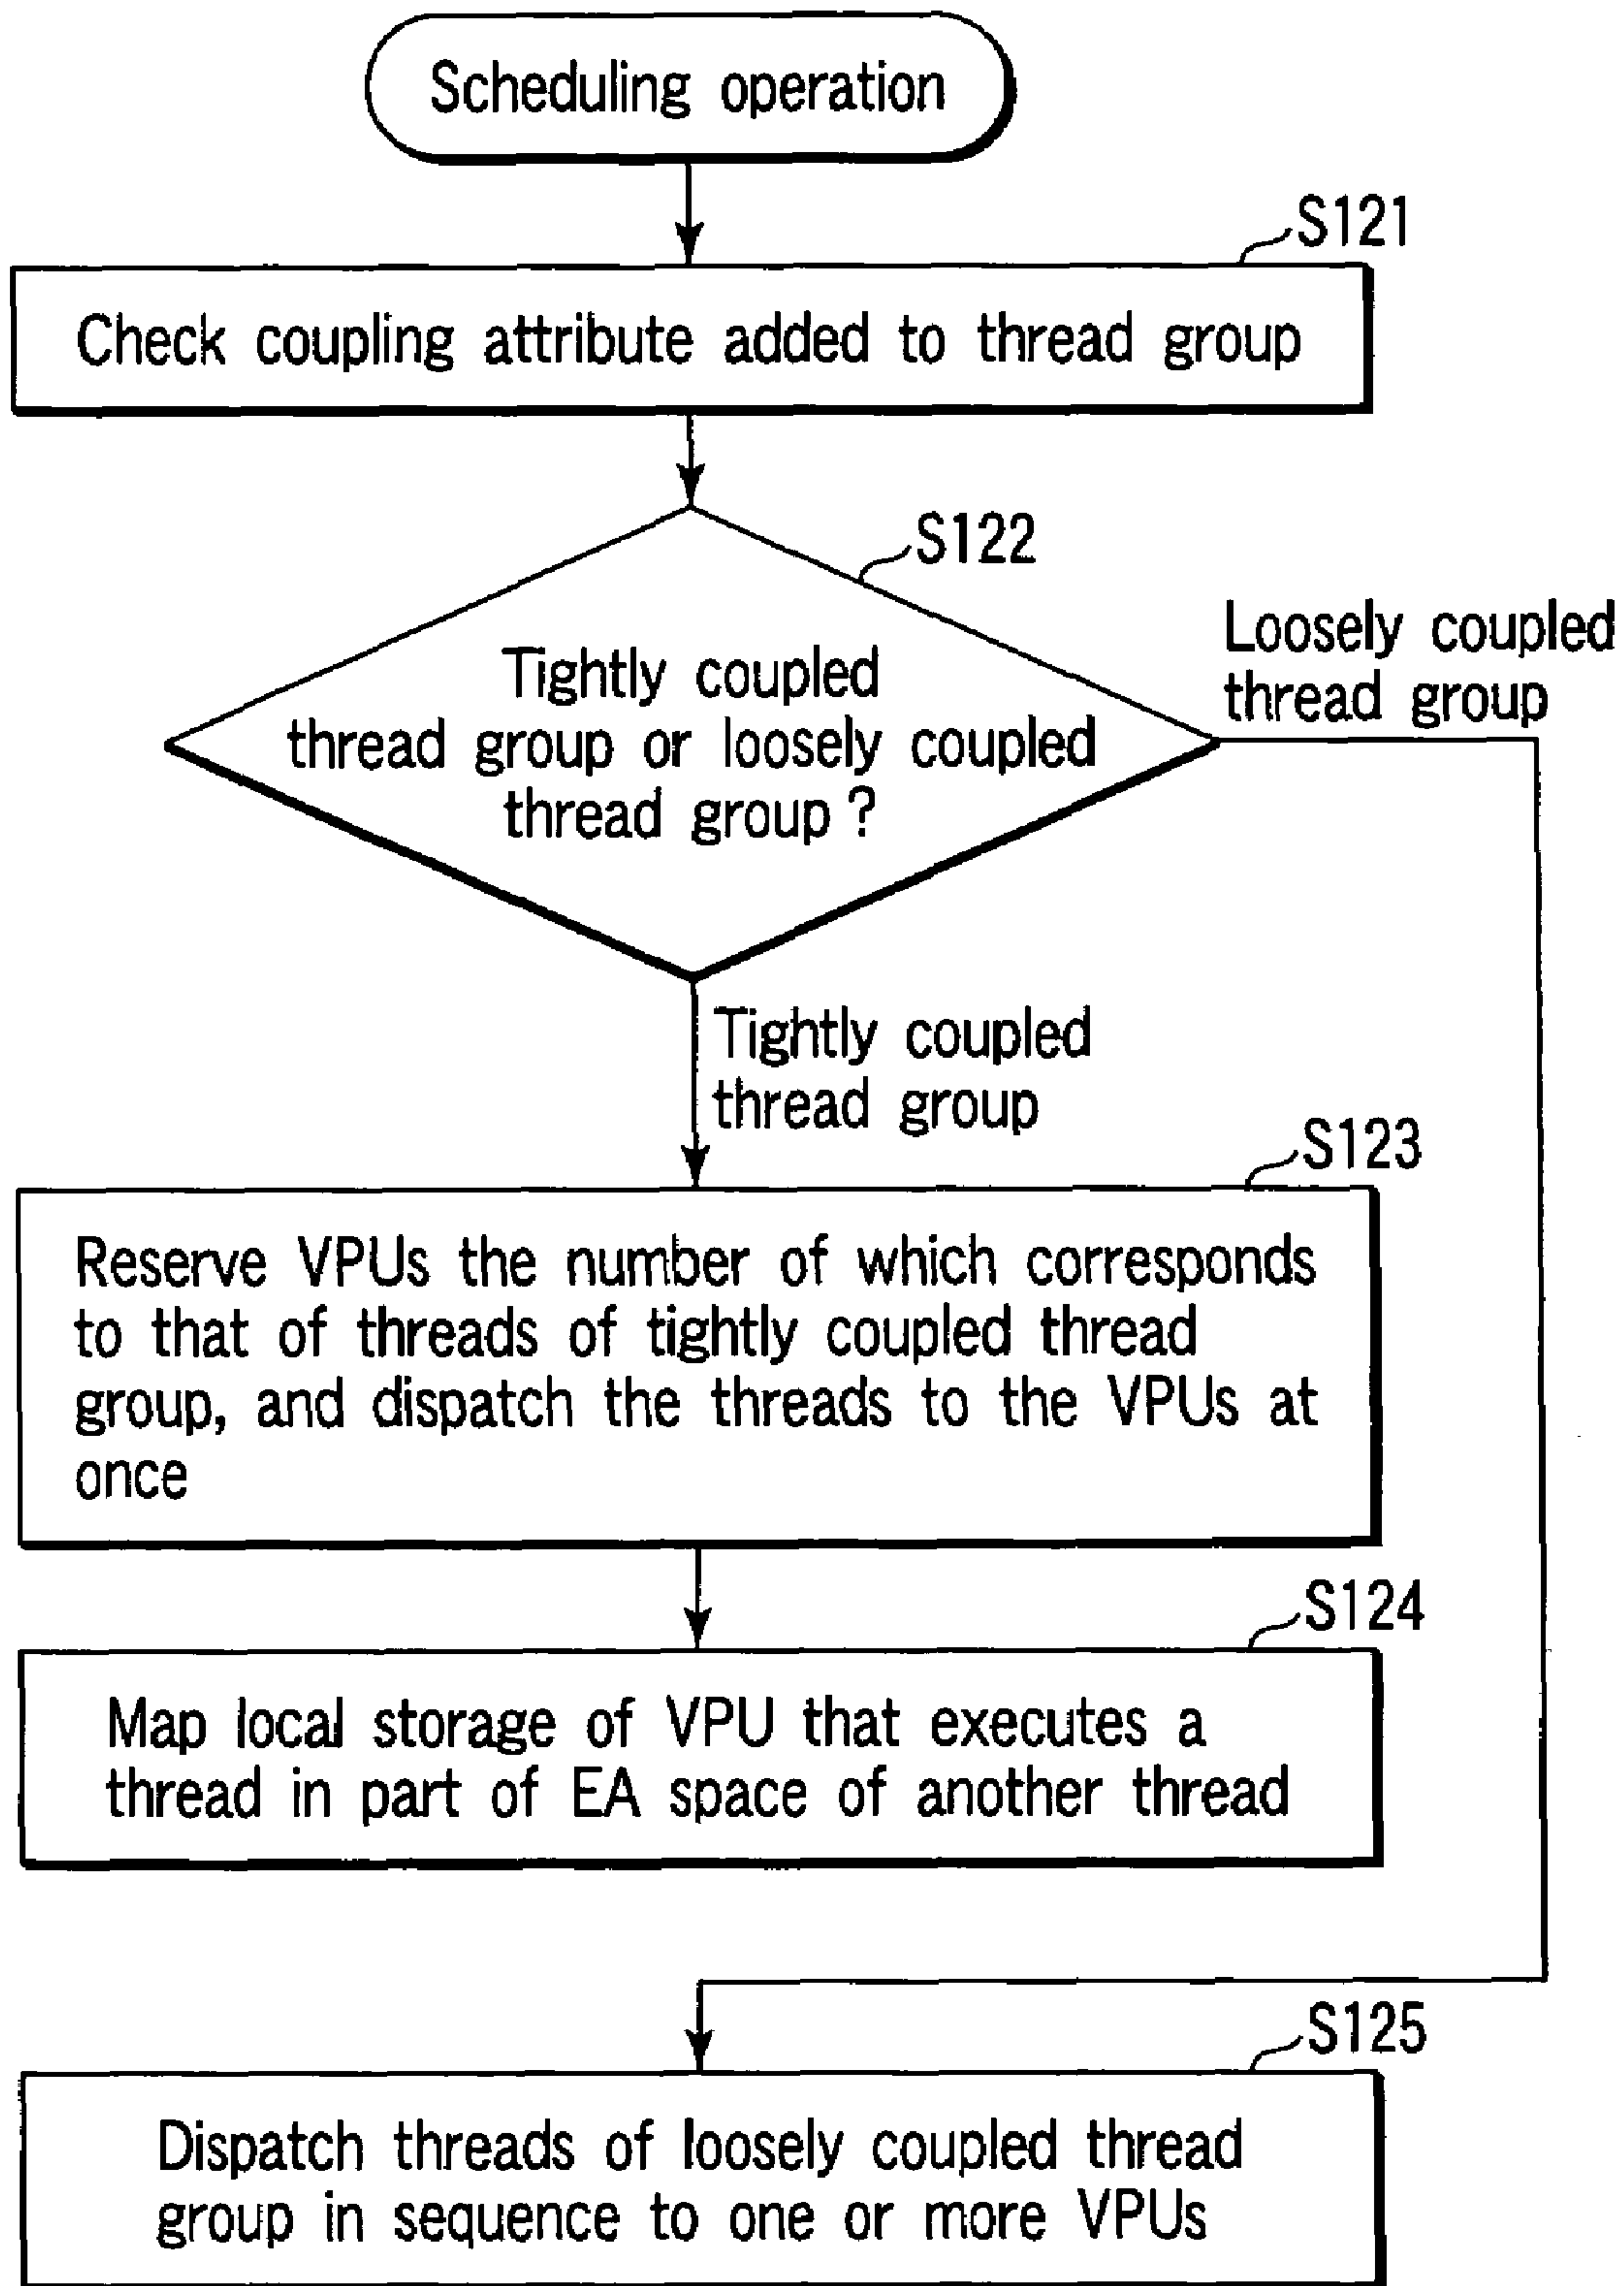 Scheduling operation
S121
Check coupling attribute added to thread group
S122
Tightly coupled
thread group or loosely coupled
thread group ?
Loosely coupled
thread group
Tightly coupled
thread group
S123
Reserve VPUs the number of which corresponds
to that of threads of tightly coupled thread
group, and dispatch the threads to the VPUs at
once
S124
Map local storage of VPU that executes a
thread in part of EA space of another thread
S125
Dispatch threads of loosely coupled thread
group in sequence to one or more VPUs